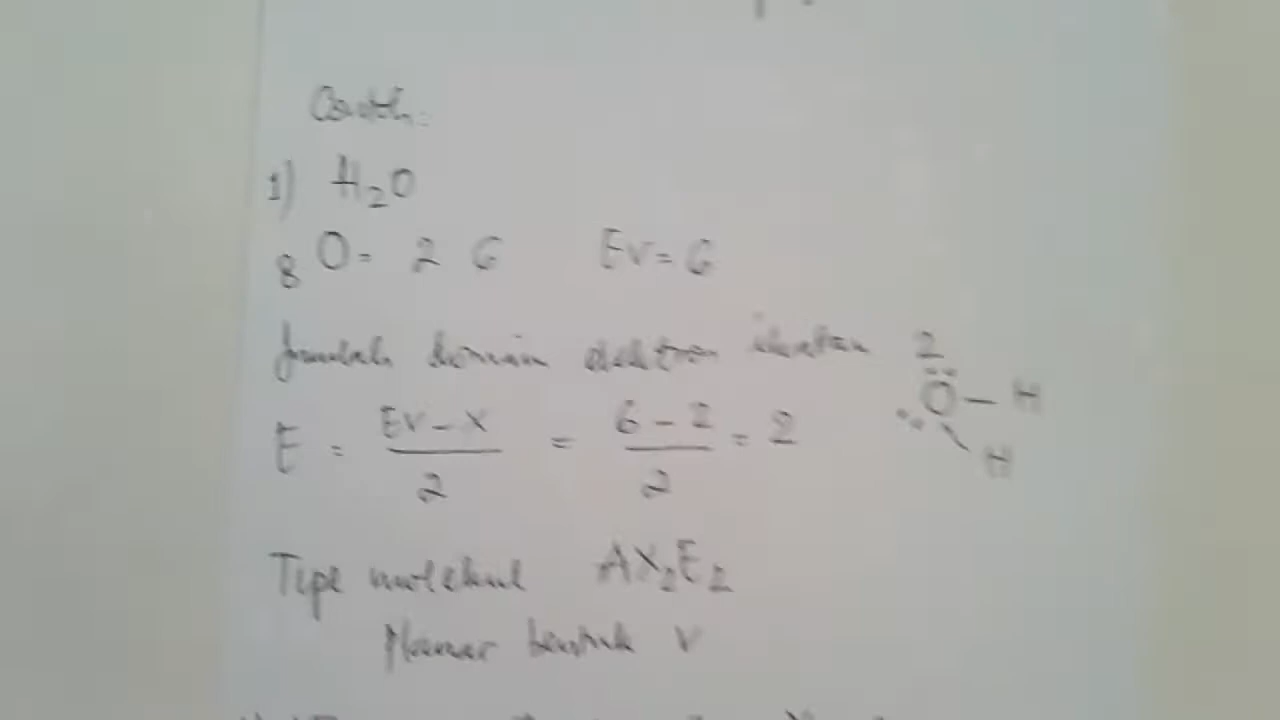 Contoh:
1) H₂O
₈O = 2 6 EV = 6
Jumlah domain elektron ikatan 2
E = EV - X / 2 = 6 - 2 / 2 = 2
O - H
H
Tipe molekul AX₂E₂
Planar bentuk V